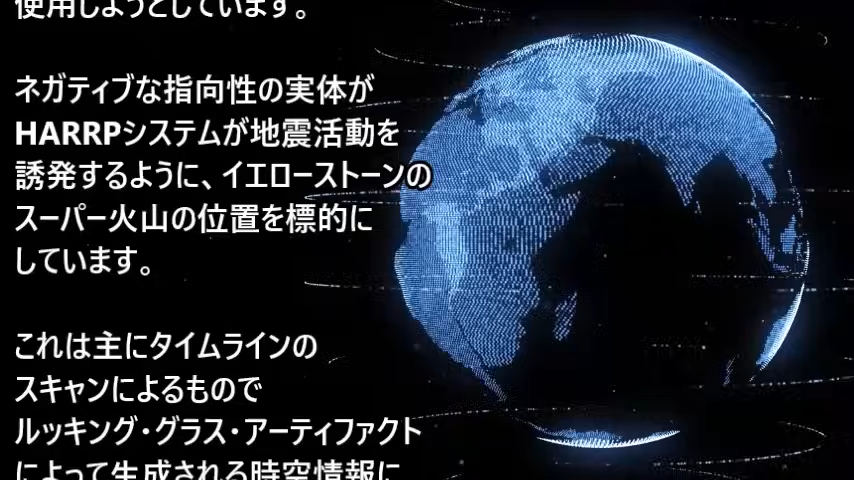 使用しようとしています。
ネガティブな指向性の実体が
HARRPシステムが地震活動を
誘発するように、イエローストーンの
スーパー火山の位置を標的に
しています。
これは主にタイムラインの
スキャンによるもので
ルッキング・グラス・アーティファクト
によって生成される時空情報に